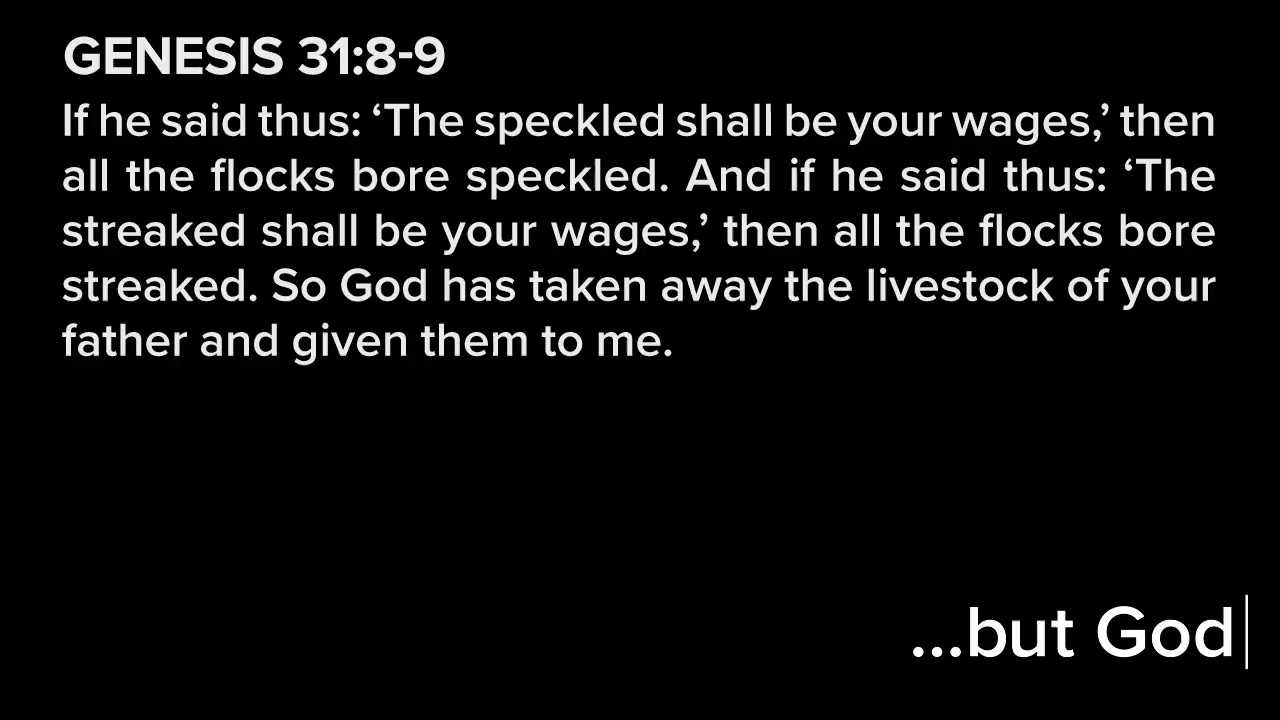 GENESIS 31:8-9
If he said thus: ‘The speckled shall be your wages,’ then
all the flocks bore speckled. And if he said thus: ‘The
streaked shall be your wages,’ then all the flocks bore
streaked. So God has taken away the livestock of your
father and given them to me.
...but God